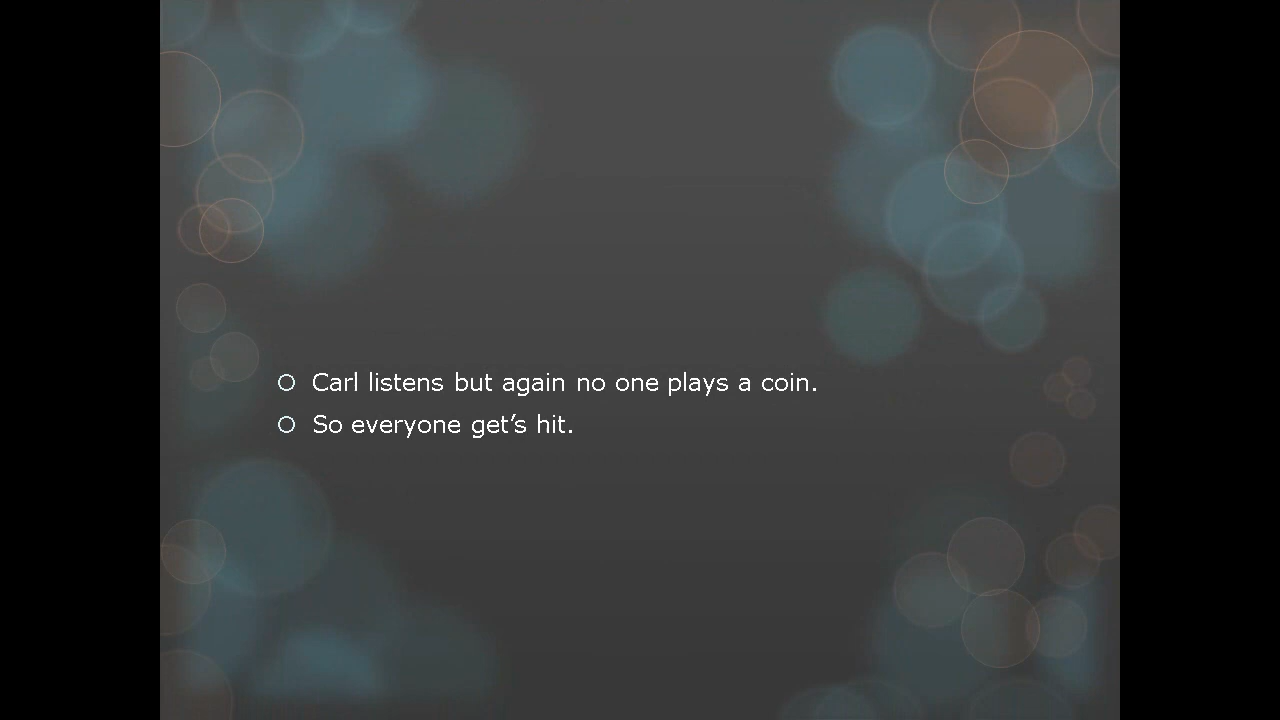 Carl listens but again no one plays a coin.
So everyone get’s hit.